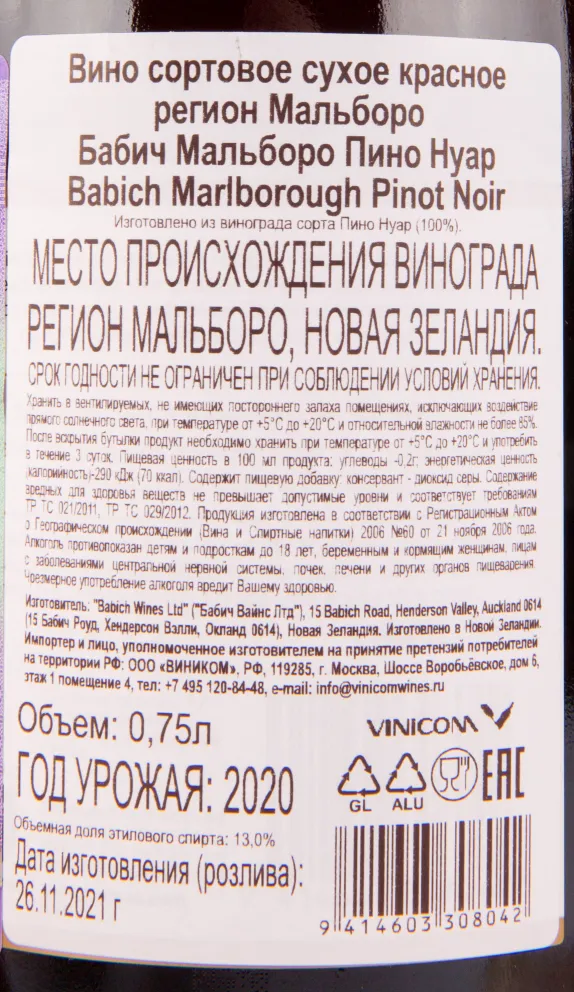 Вино сортовое сухое красное
регион Мальборо
Бабич Мальборо Пино Нуар
Babich Marlborough Pinot Noir
Изготовлено из винограда сорта Пино Нуар (100%).
МЕСТО ПРОИСХОЖДЕНИЯ ВИНОГРАДА
РЕГИОН МАЛЬБОРО, НОВАЯ ЗЕЛАНДИЯ.
СРОК ГОДНОСТИ НЕ ОГРАНИЧЕН ПРИ СОБЛЮДЕНИИ УСЛОВИЙ ХРАНЕНИЯ.
Хранить в вентилируемых, не имеющих постороннего запаха помещениях, исключающих воздействие
прямого солнечного света, при температуре от +5°С до +20°С и относительной влажности не более 85%.
После вскрытия бутылки продукт необходимо хранить при температуре от +5°С до +20°С и употребить
в течение 3 суток. Пищевая ценность в 100 мл продукта: углеводы -0,2г; энергетическая ценность
(калорийность)-290 кДж (70 ккал). Содержит пищевую добавку: консервант - диоксид серы. Содержание
вредных для здоровья веществ не превышает допустимые уровни и соответствует требованиям
ТР ТС 021/2011, ТР ТС 029/2012. Продукция изготовлена в соответствии с Регистрационным Актом
о Географическом происхождении (Вина и Спиртные напитки) 2006 №60 от 21 ноября 2006 года.
Алкоголь противопоказан детям и подросткам до 18 лет, беременным и кормящим женщинам, лицам
с заболеваниями центральной нервной системы, почек, печени и других органов пищеварения.
Чрезмерное употребление алкоголя вредит Вашему здоровью.
Изготовитель: "Babich Wines Ltd" ("Бабич Вайнс Лтд"), 15 Babich Road, Henderson Valley, Auckland 0614
(15 Бабич Роуд, Хендерсон Вэлли, Окланд 0614), Новая Зеландия. Изготовлено в Новой Зеландии.
Импортер и лицо, уполномоченное изготовителем на принятие претензий потребителей
на территории РФ: ООО «ВИНИКОМ», РФ, 119285, г. Москва, Шоссе Воробьёвское, дом 6,
этаж 1 помещение 4, тел: +7 495 120-84-48, e-mail: info@vinicomwines.ru
Объем: 0,75л
VINICOM
ГОД УРОЖАЯ: 2020
GL ALU EAC
Объемная доля этилового спирта: 13,0%
Дата изготовления (розлива):
26.11.2021 г
9 414603 308042